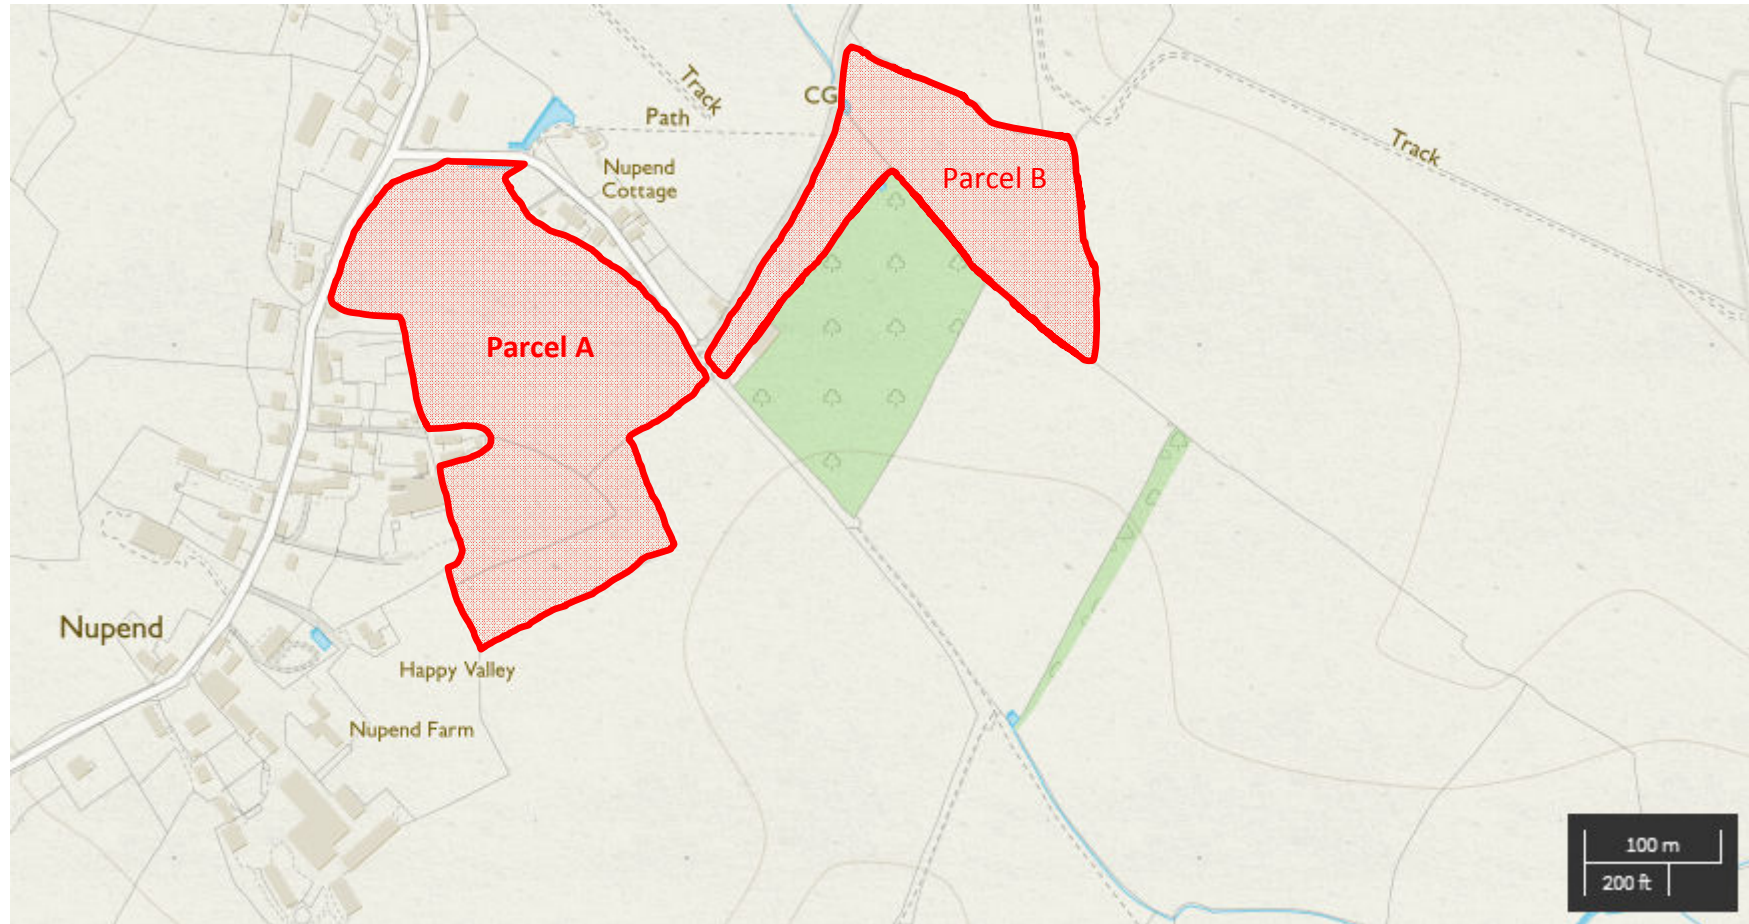 Track
CG
Path
Track
Nupend
Cottage
Parcel B
Parcel A
Nupend
Happy Valley
Nupend Farm
100 m
200 ft